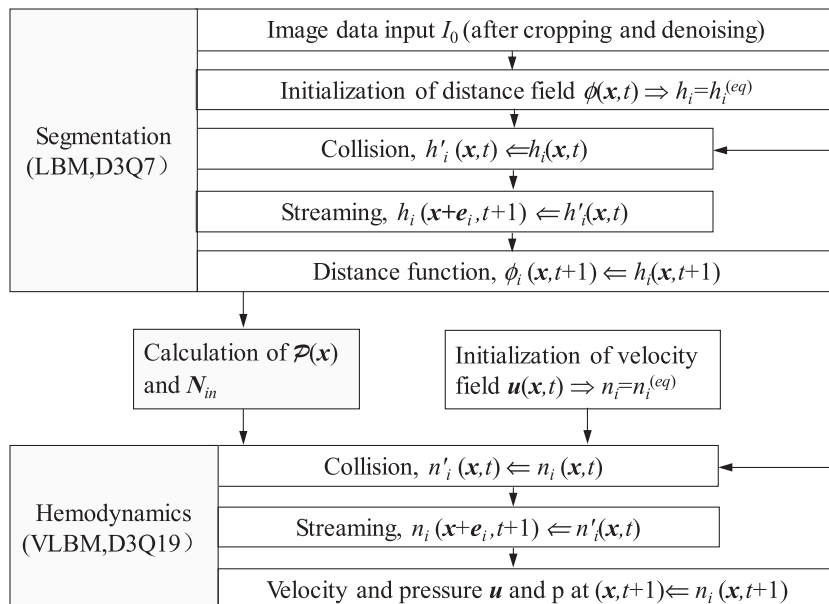 Image data input I₀ (after cropping and denoising)
Initialization of distance field ϕ(x,t) ⇒ hᵢ=hᵢ⁽ᵉq⁾
Segmentation
(LBM,D3Q7）
Collision, h'ᵢ (x,t) ⇐hᵢ(x,t)
Streaming, hᵢ (x+eᵢ,t+1) ⇐h'ᵢ(x,t)
Distance function, ϕᵢ (x,t+1) ⇐ hᵢ(x,t+1)
Calculation of 𝓟(x)
and Nᵢₙ
Initialization of velocity
field u(x,t) ⇒ nᵢ=nᵢ⁽ᵉq⁾
Hemodynamics
(VLBM,D3Q19）
Collision, n'ᵢ (x,t) ⇐ nᵢ (x,t)
Streaming, nᵢ (x+eᵢ,t+1) ⇐n'ᵢ(x,t)
Velocity and pressure u and p at (x,t+1)⇐ nᵢ (x,t+1)